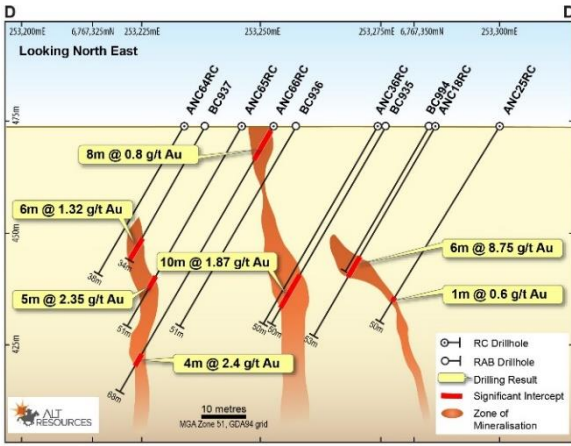 D
D
253,200mE
6,767,325mN
253,225mE
253,250mE
253,275mE
6,767,350mN
253,300mE
Looking North East
ANC64RC
BC937
ANC65RC
ANC66RC
BC936
ANC36RC
BC935
BC994
ANC18RC
ANC25RC
475m
8m @ 0.8 g/t Au
6m @ 1.32 g/t Au
450m
10m @ 1.87 g/t Au
6m @ 8.75 g/t Au
34m
5m @ 2.35 g/t Au
1m @ 0.6 g/t Au
51m
51m
50m
50m
53m
50m
425m
4m @ 2.4 g/t Au
68m
RC Drillhole
RAB Drillhole
Drilling Result
Significant Intercept
Zone of
Mineralisation
ALT
RESOURCES
10 metres
MGA Zone 51, GDA94 grid